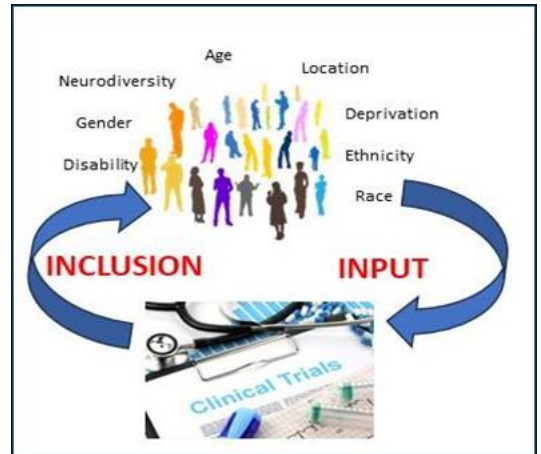 Age
Neurodiversity
Location
Gender
Deprivation
Disability
Ethnicity
Race
INCLUSION
INPUT
Clinical Trials